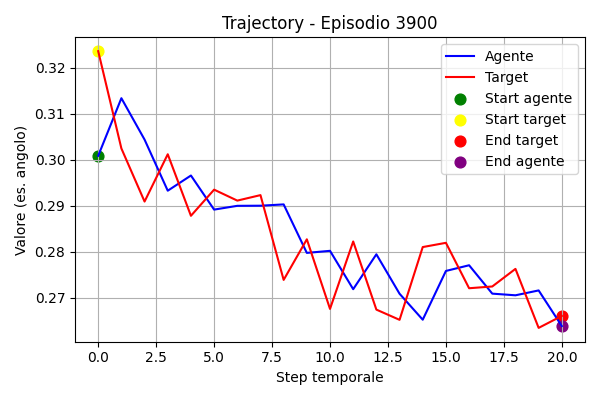 Trajectory - Episodio 3900
Valore (es. angolo)
0.32
0.31
0.30
0.29
0.28
0.27
Agente
Target
Start agente
Start target
End target
End agente
0.0 2.5 5.0 7.5 10.0 12.5 15.0 17.5 20.0
Step temporale